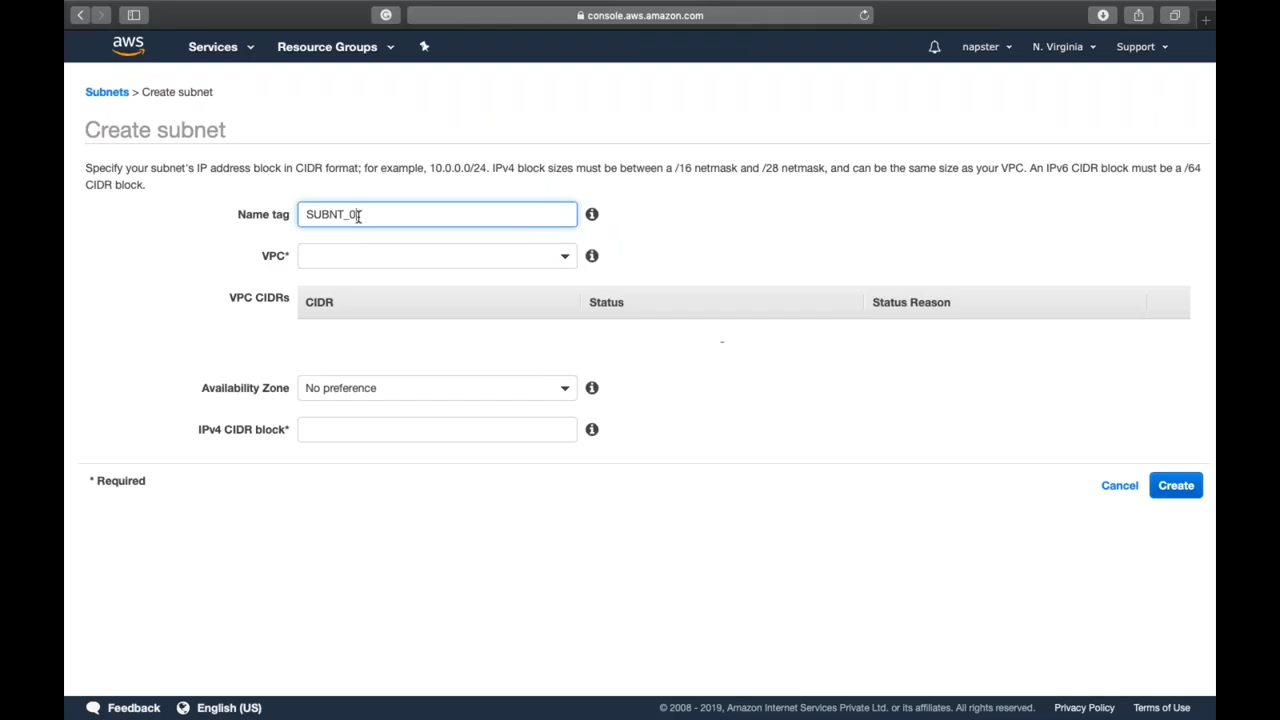 console.aws.amazon.com
aws Services Resource Groups napster N. Virginia Support
Subnets > Create subnet
Create subnet
Specify your subnet's IP address block in CIDR format; for example, 10.0.0.0/24. IPv4 block sizes must be between a /16 netmask and /28 netmask, and can be the same size as your VPC. An IPv6 CIDR block must be a /64
CIDR block.
Name tag SUBNT_0
VPC*
VPC CIDRs CIDR Status Status Reason
-
Availability Zone No preference
IPv4 CIDR block*
* Required
Cancel Create
Feedback English (US) © 2008 - 2019, Amazon Internet Services Private Ltd. or its affiliates. All rights reserved. Privacy Policy Terms of Use